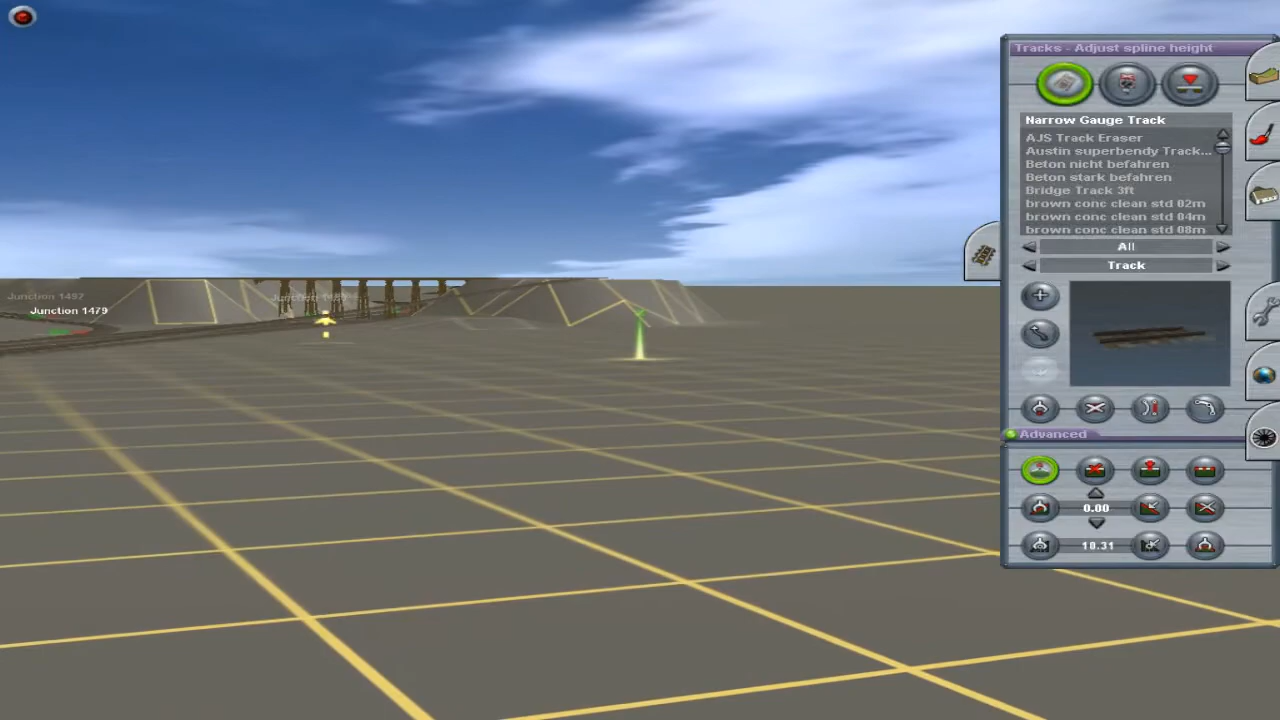 Tracks - Adjust spline height
Narrow Gauge Track
AJS Track Eraser
Austin superbendy Track...
Beton nicht befahren
Beton stark befahren
Bridge Track 3ft
brown conc clean std 02m
brown conc clean std 04m
brown conc clean std 08m
All
Track
Junction 1497
Junction 1479
Advanced
0.00
10.31